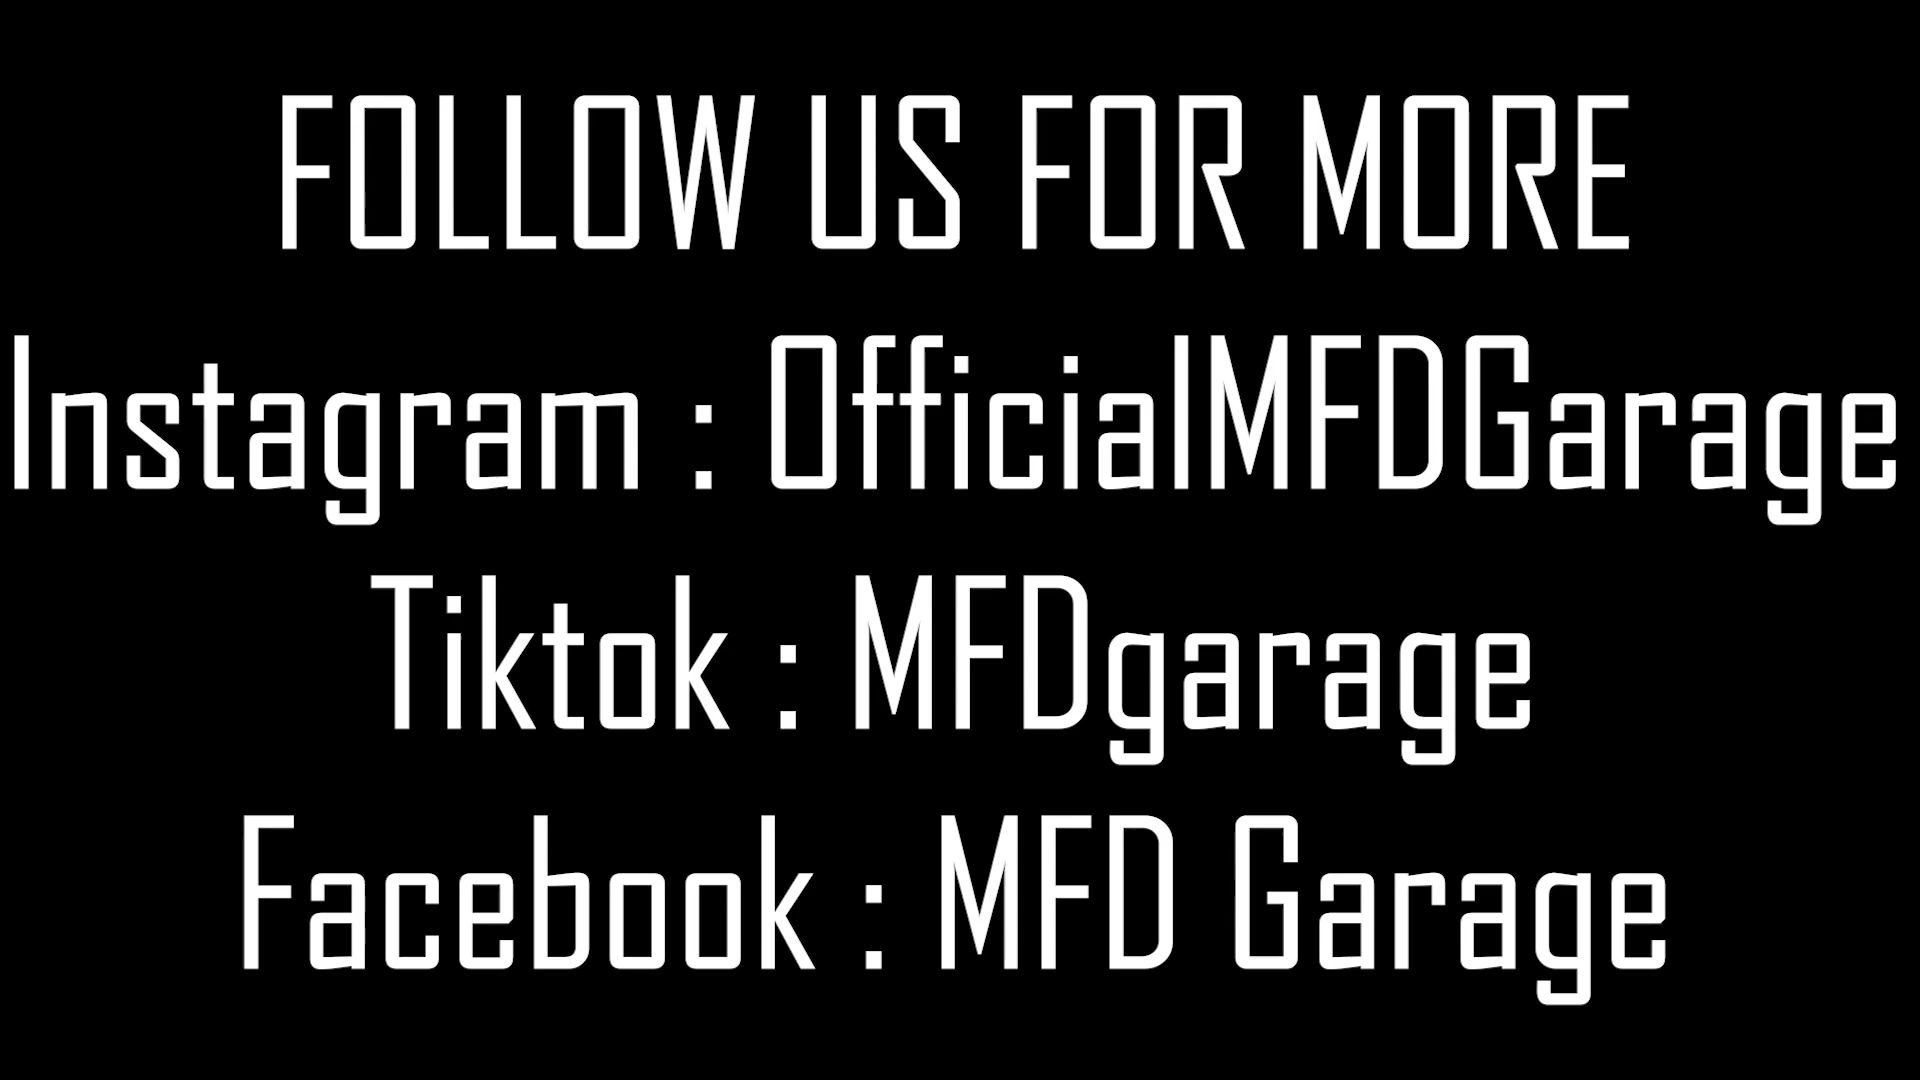 FOLLOW US FOR MORE
Instagram : OfficialMFDGarage
Tiktok : MFDgarage
Facebook : MFD Garage